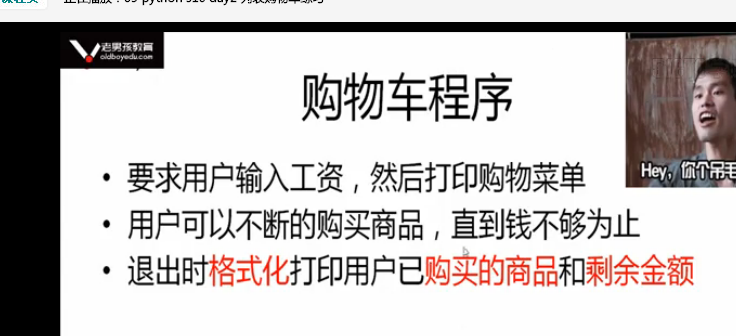 老男孩教育
oldboyedu.com
购物车程序
• 要求用户输入工资，然后打印购物菜单
• 用户可以不断的购买商品，直到钱不够为止
• 退出时格式化打印用户已购买的商品和剩余金额
Hey，你个吊毛